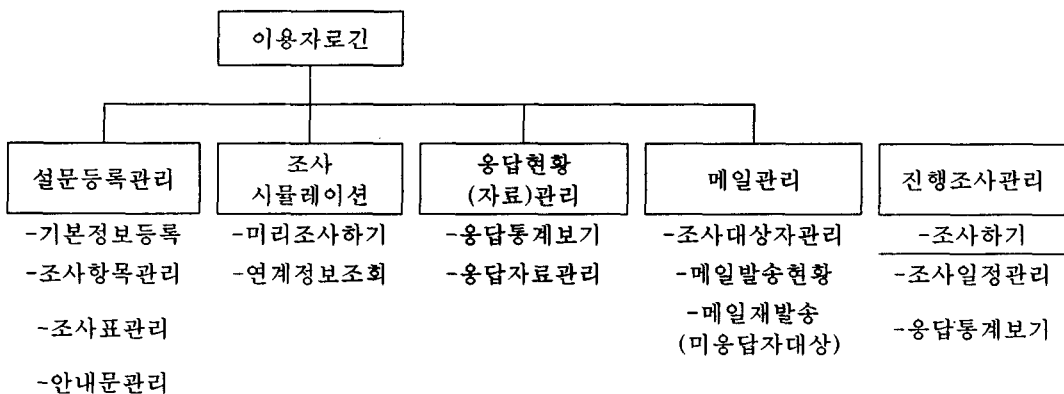 이용자로긴
설문등록관리
-기본정보등록
-조사항목관리
-조사표관리
-안내문관리
조사
시뮬레이션
-미리조사하기
-연계정보조회
응답현황
(자료)관리
-응답통계보기
-응답자료관리
메일관리
-조사대상자관리
-메일발송현황
-메일재발송
(미응답자대상)
진행조사관리
-조사하기
-조사일정관리
-응답통계보기